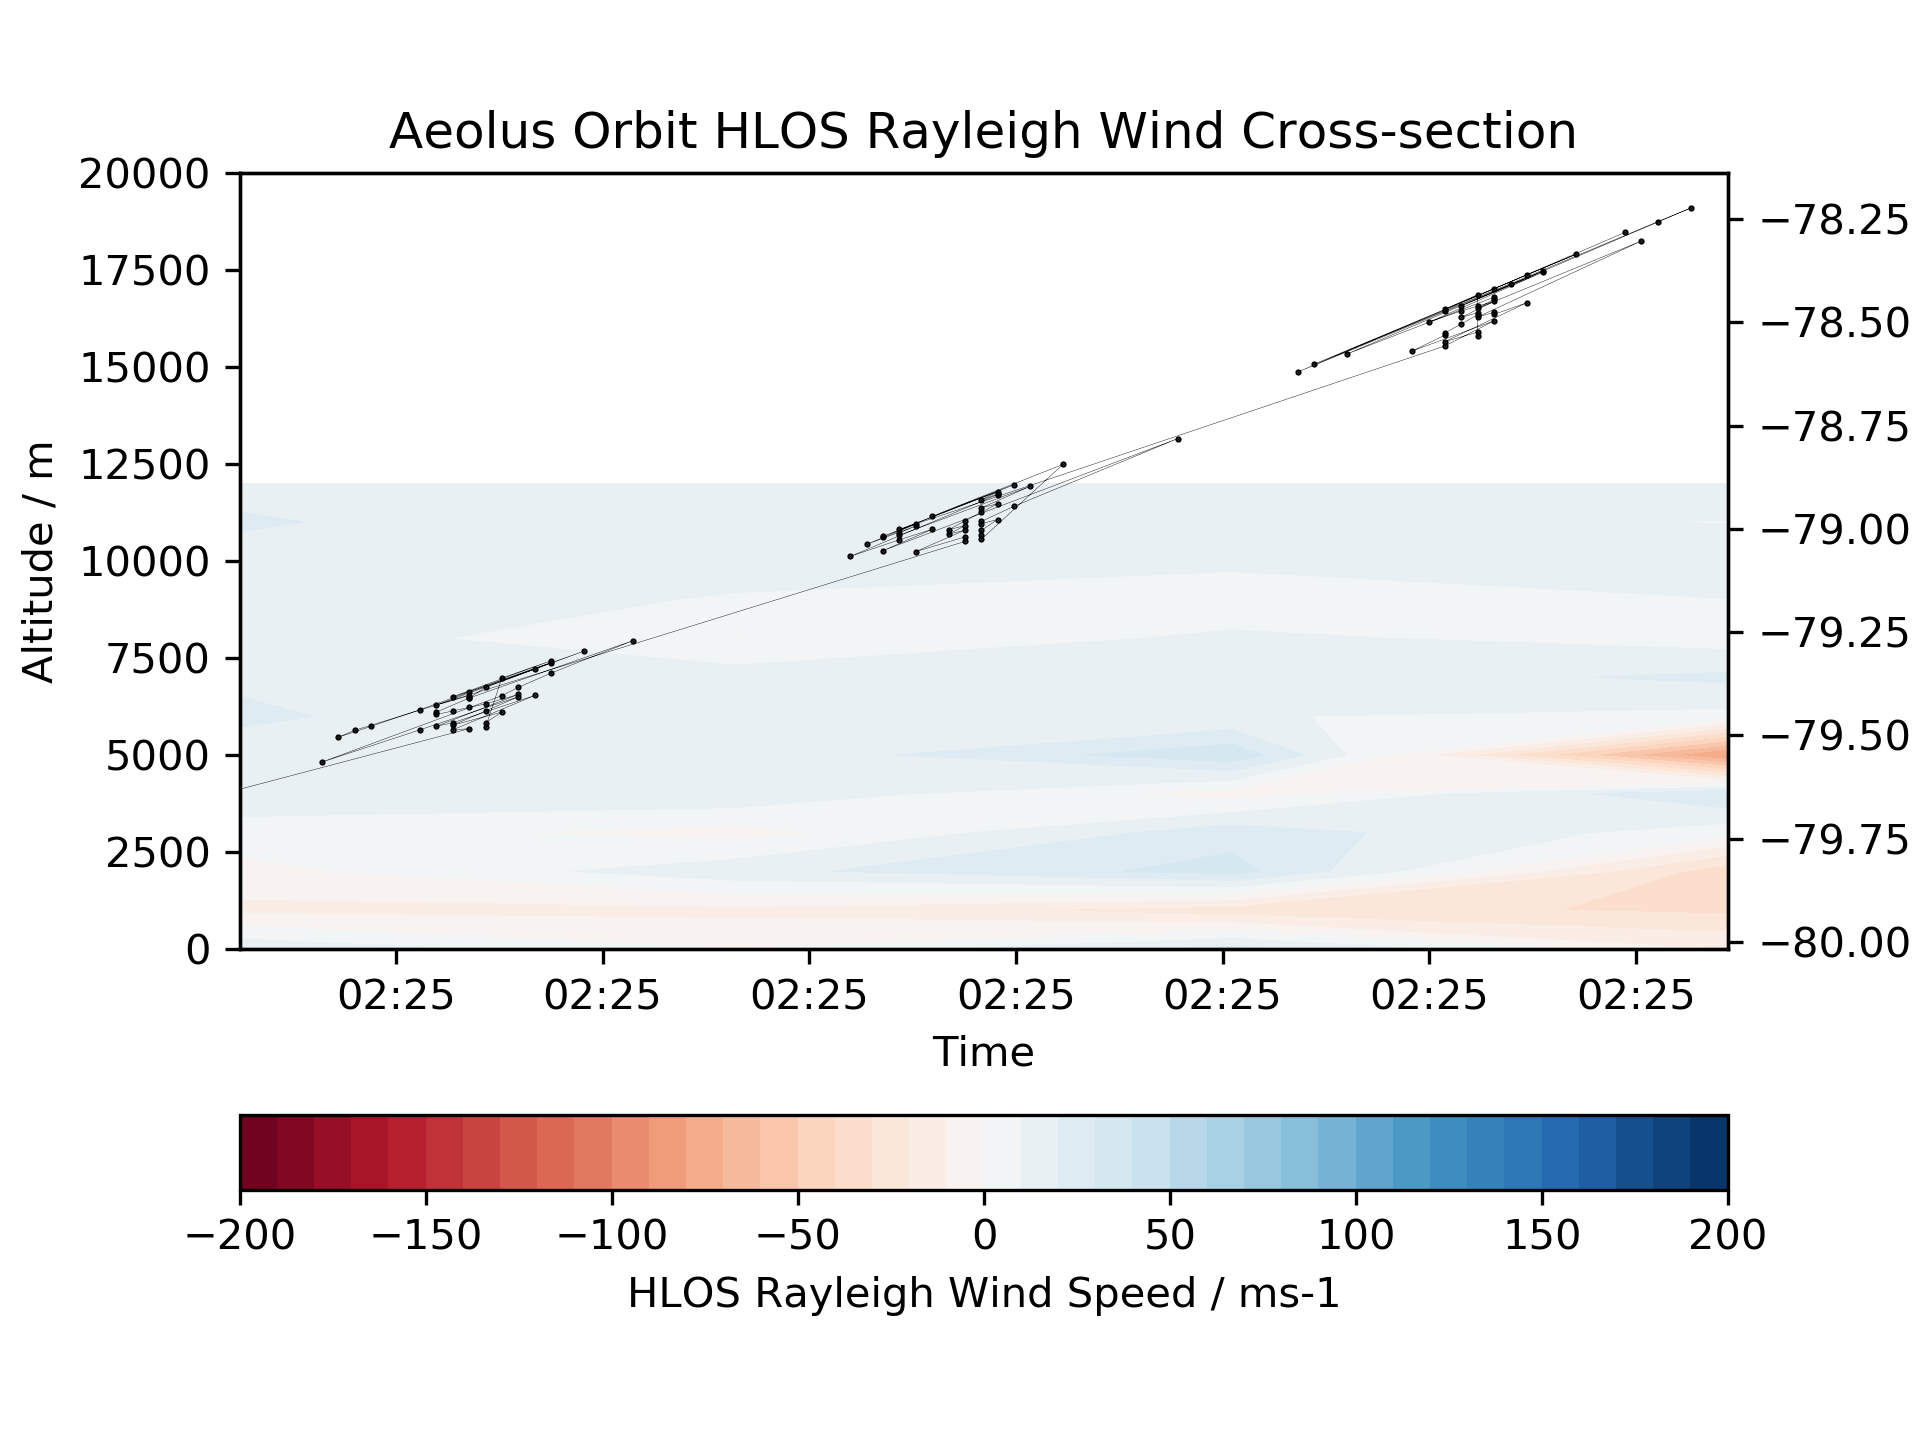 Aeolus Orbit HLOS Rayleigh Wind Cross-section
20000
17500
15000
12500
10000
7500
5000
2500
0
Altitude / m
−78.25
−78.50
−78.75
−79.00
−79.25
−79.50
−79.75
−80.00
02:25 02:25 02:25 02:25 02:25 02:25 02:25
Time
−200 −150 −100 −50 0 50 100 150 200
HLOS Rayleigh Wind Speed / ms-1